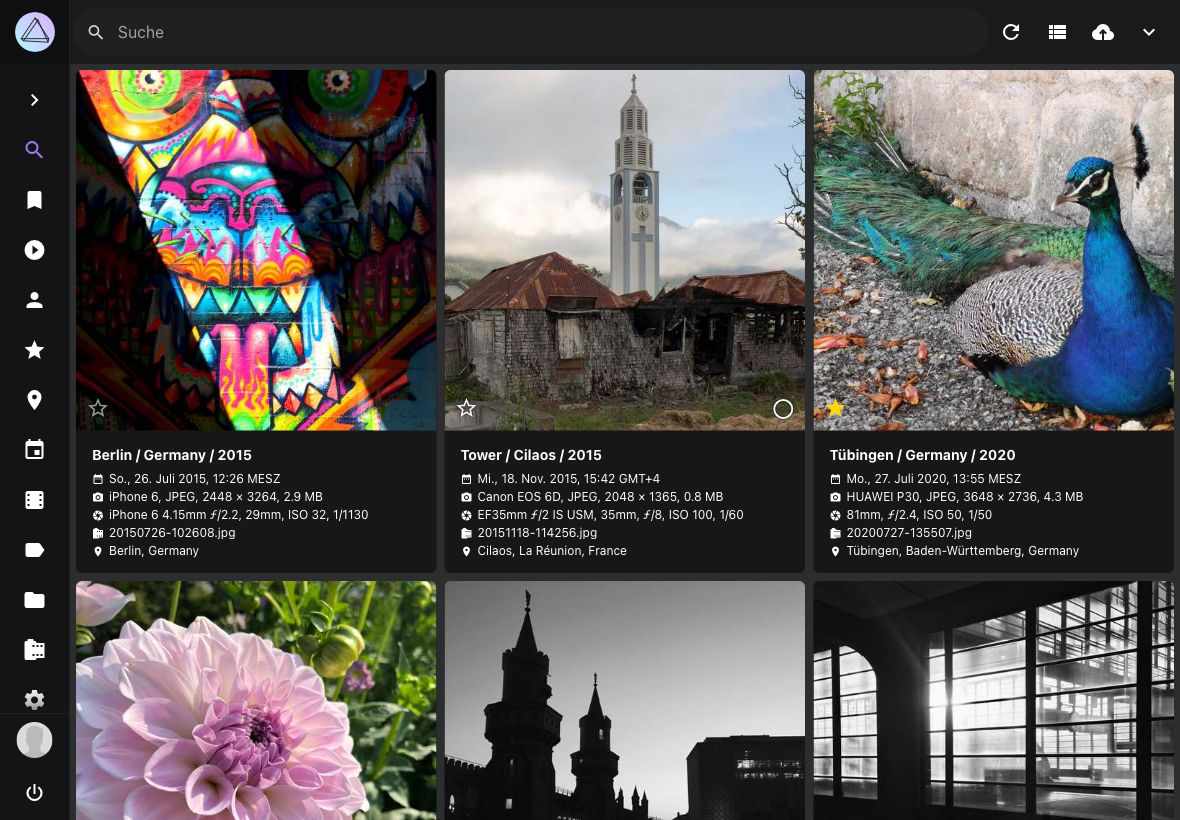 Suche
Berlin / Germany / 2015
So., 26. Juli 2015, 12:26 MESZ
iPhone 6, JPEG, 2448 × 3264, 2.9 MB
iPhone 6 4.15mm ƒ/2.2, 29mm, ISO 32, 1/1130
20150726-102608.jpg
Berlin, Germany
Tower / Cilaos / 2015
Mi., 18. Nov. 2015, 15:42 GMT+4
Canon EOS 6D, JPEG, 2048 × 1365, 0.8 MB
EF35mm ƒ/2 IS USM, 35mm, ƒ/8, ISO 100, 1/60
20151118-114256.jpg
Cilaos, La Réunion, France
Tübingen / Germany / 2020
Mo., 27. Juli 2020, 13:55 MESZ
HUAWEI P30, JPEG, 3648 × 2736, 4.3 MB
81mm, ƒ/2.4, ISO 50, 1/50
20200727-135507.jpg
Tübingen, Baden-Württemberg, Germany